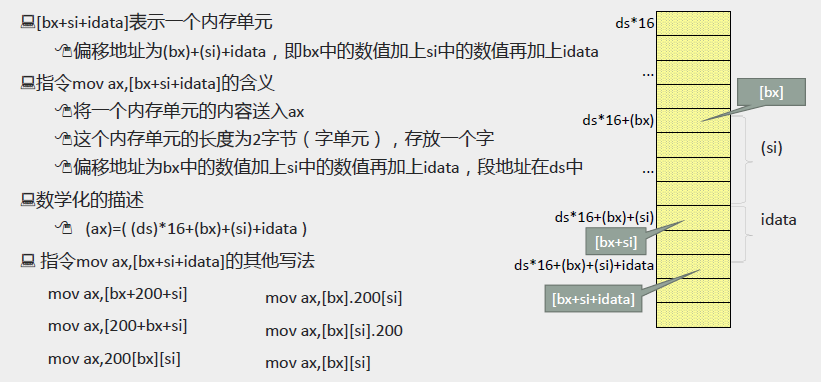 [bx+si+idata]表示一个内存单元
偏移地址为(bx)+(si)+idata，即bx中的数值加上si中的数值再加上idata
指令mov ax,[bx+si+idata]的含义
将一个内存单元的内容送入ax
这个内存单元的长度为2字节（字单元），存放一个字
偏移地址为bx中的数值加上si中的数值再加上idata，段地址在ds中
数学化的描述
(ax)=( (ds)*16+(bx)+(si)+idata )
指令mov ax,[bx+si+idata]的其他写法
mov ax,[bx+200+si]
mov ax,[200+bx+si]
mov ax,200[bx][si]
mov ax,[bx].200[si]
mov ax,[bx][si].200
mov ax,[bx][si]
ds*16
...
[bx]
ds*16+(bx)
(si)
...
ds*16+(bx)+(si)
idata
[bx+si]
ds*16+(bx)+(si)+idata
[bx+si+idata]